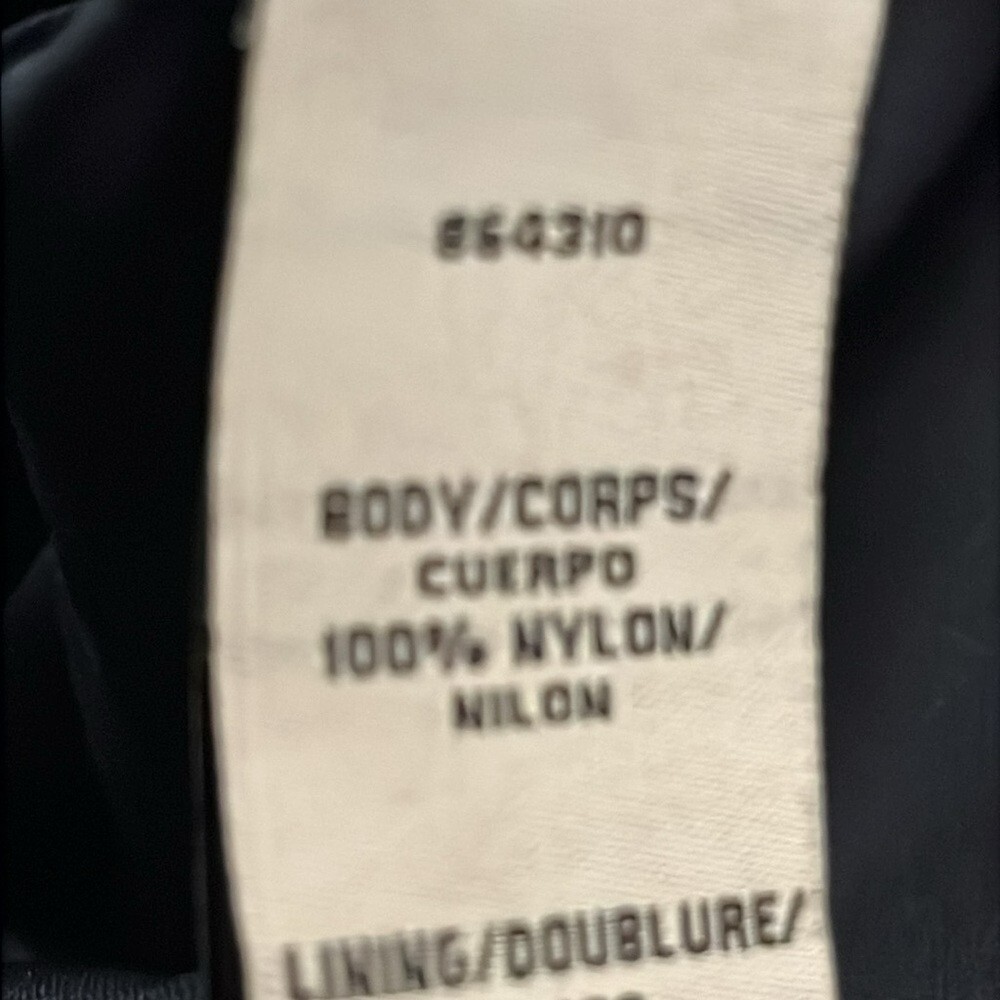 864310
BODY/CORPS/
CUERPO
100% NYLON/
NILON
LINING/DOUBLURE/